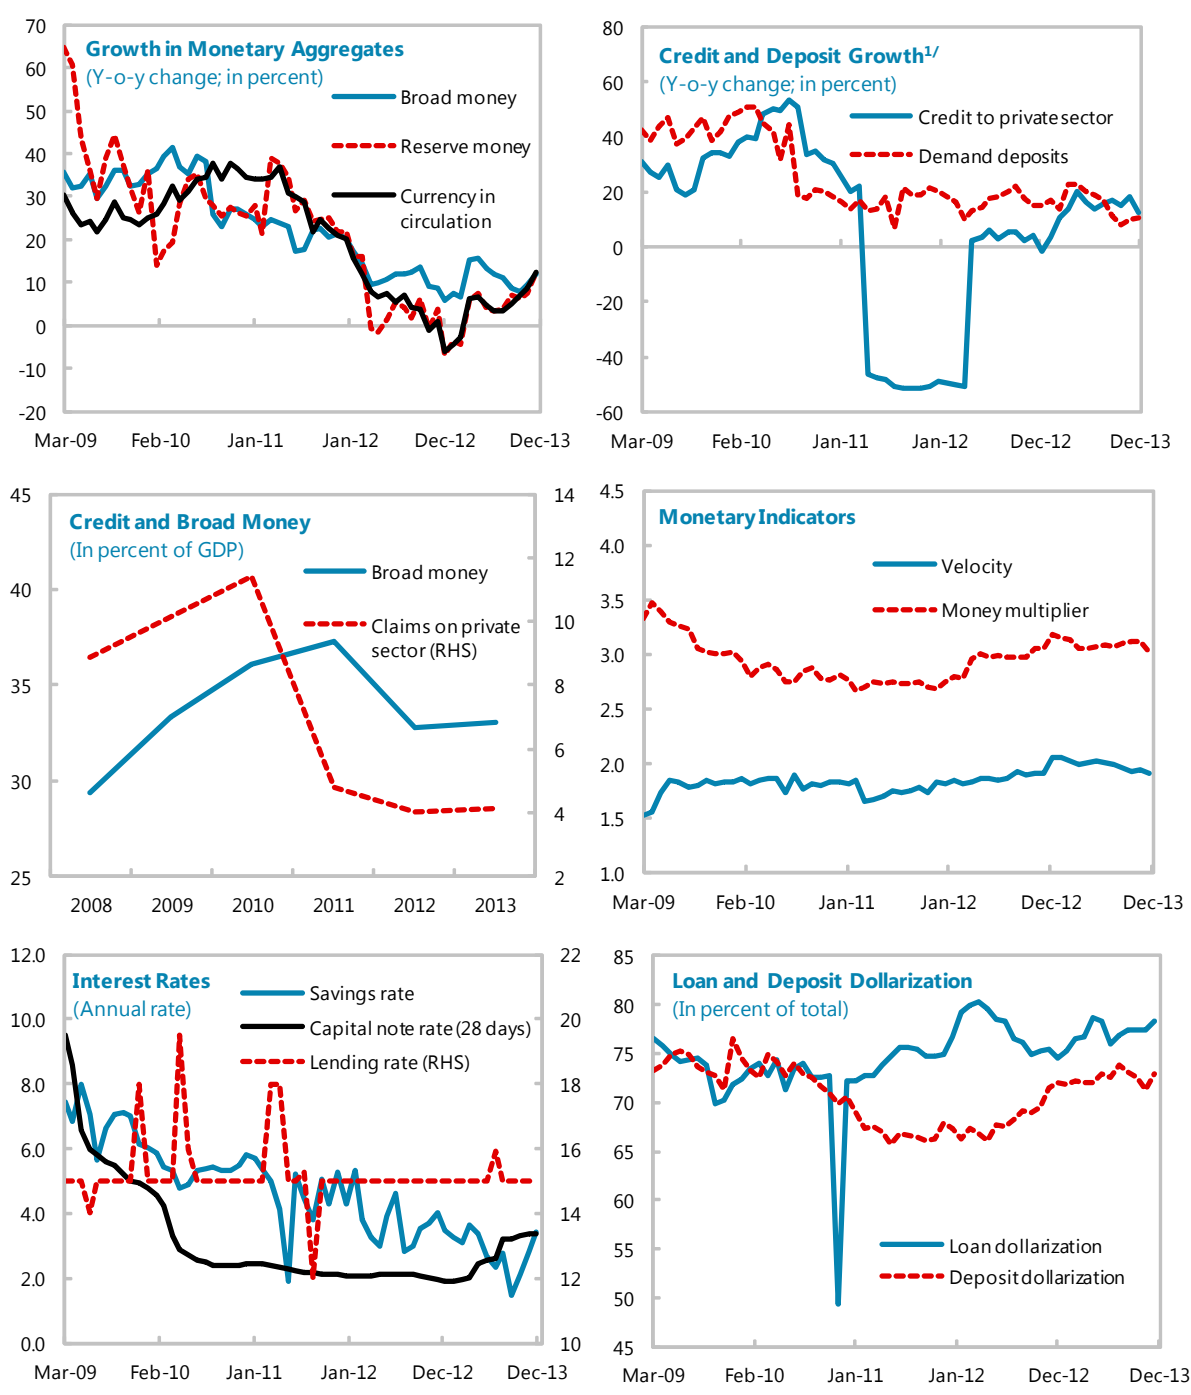 Growth in Monetary Aggregates
(Y-o-y change; in percent)
Broad money
Reserve money
Currency in
circulation
70
60
50
40
30
20
10
0
-10
-20
Mar-09 Feb-10 Jan-11 Jan-12 Dec-12 Dec-13
Credit and Deposit Growth1/
(Y-o-y change; in percent)
Credit to private sector
Demand deposits
80
60
40
20
0
-20
-40
-60
Mar-09 Feb-10 Jan-11 Jan-12 Dec-12 Dec-13
Credit and Broad Money
(In percent of GDP)
Broad money
Claims on private
sector (RHS)
45
40
35
30
25
14
12
10
8
6
4
2
2008 2009 2010 2011 2012 2013
Monetary Indicators
Velocity
Money multiplier
4.5
4.0
3.5
3.0
2.5
2.0
1.5
1.0
Mar-09 Feb-10 Jan-11 Jan-12 Dec-12 Dec-13
Interest Rates
(Annual rate)
Savings rate
Capital note rate (28 days)
Lending rate (RHS)
12.0
10.0
8.0
6.0
4.0
2.0
0.0
22
20
18
16
14
12
10
Mar-09 Feb-10 Jan-11 Jan-12 Dec-12 Dec-13
Loan and Deposit Dollarization
(In percent of total)
Loan dollarization
Deposit dollarization
85
80
75
70
65
60
55
50
45
Mar-09 Feb-10 Jan-11 Jan-12 Dec-12 Dec-13